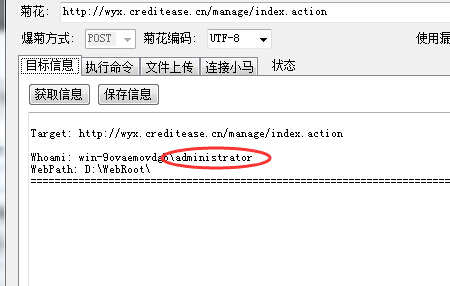 菊花: http://wyx.creditease.cn/manage/index.action
爆菊方式: POST 菊花编码: UTF-8 使用漏
目标信息 执行命令 文件上传 连接小马 状态
获取信息 保存信息
Target: http://wyx.creditease.cn/manage/index.action
Whoami: win-9ovaemovdg5\administrator
WebPath: D:\WebRoot\
================================================================